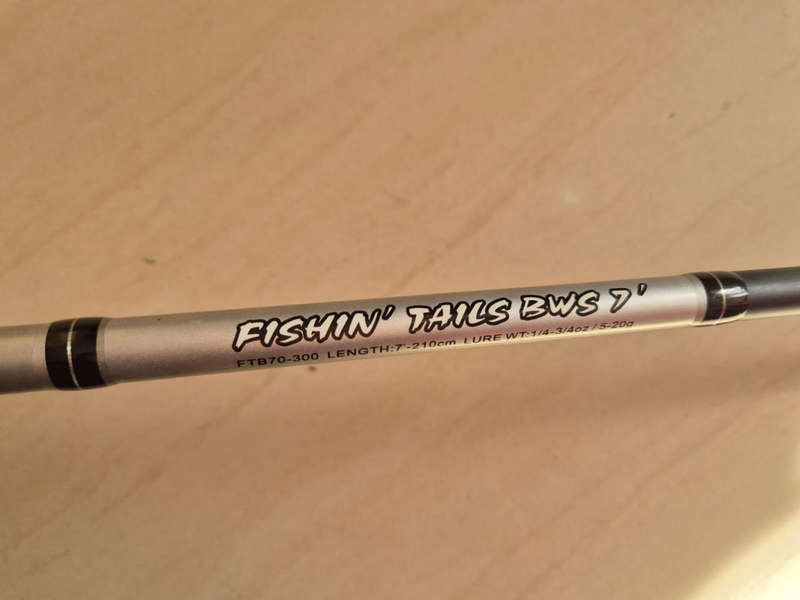 FISHIN' TAILS BWS 7'
FTB70-300 LENGTH:7'-210cm LURE WT:1/4-3/4oz / 5-20g